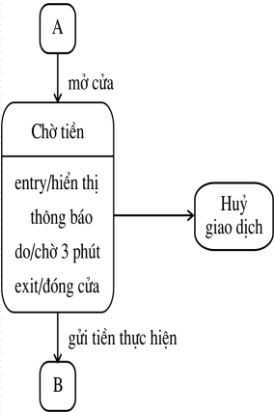 A
mở cửa
Chờ tiền
entry/hiển thị
thông báo
do/chờ 3 phút
exit/đóng cửa
Huỷ
giao dịch
gửi tiền thực hiện
B